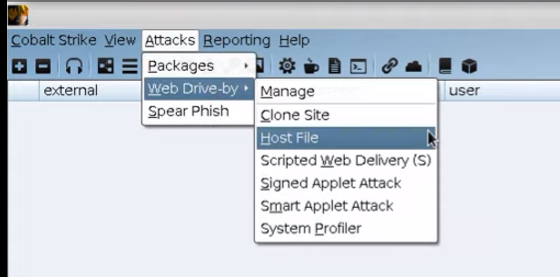 Cobalt Strike View Attacks Reporting Help
Packages
Web Drive-by
Spear Phish
external
user
Manage
Clone Site
Host File
Scripted Web Delivery (S)
Signed Applet Attack
Smart Applet Attack
System Profiler